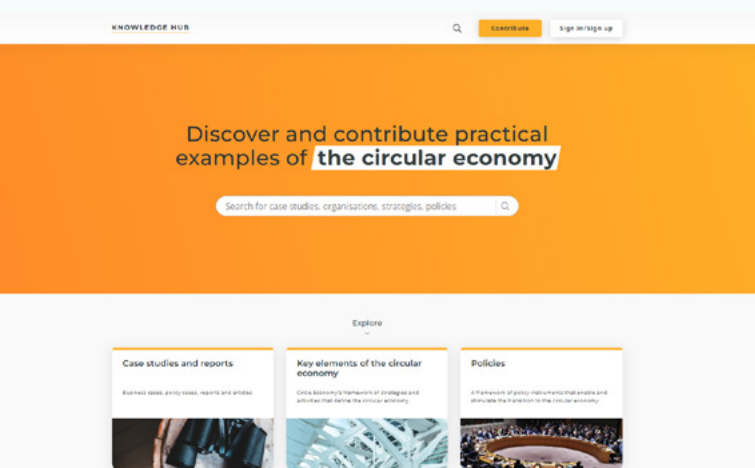 KNOWLEDGE HUB
Contribute
Sign in/Sign up
Discover and contribute practical
examples of the circular economy
Search for case studies, organisations, strategies, policies
Explore
Case studies and reports
Business cases, policy cases, reports and articles
Key elements of the circular
economy
Circle Economy's framework of strategies and
activities that define the circular economy
Policies
A framework of policy instruments that enable and
stimulate the transition to the circular economy